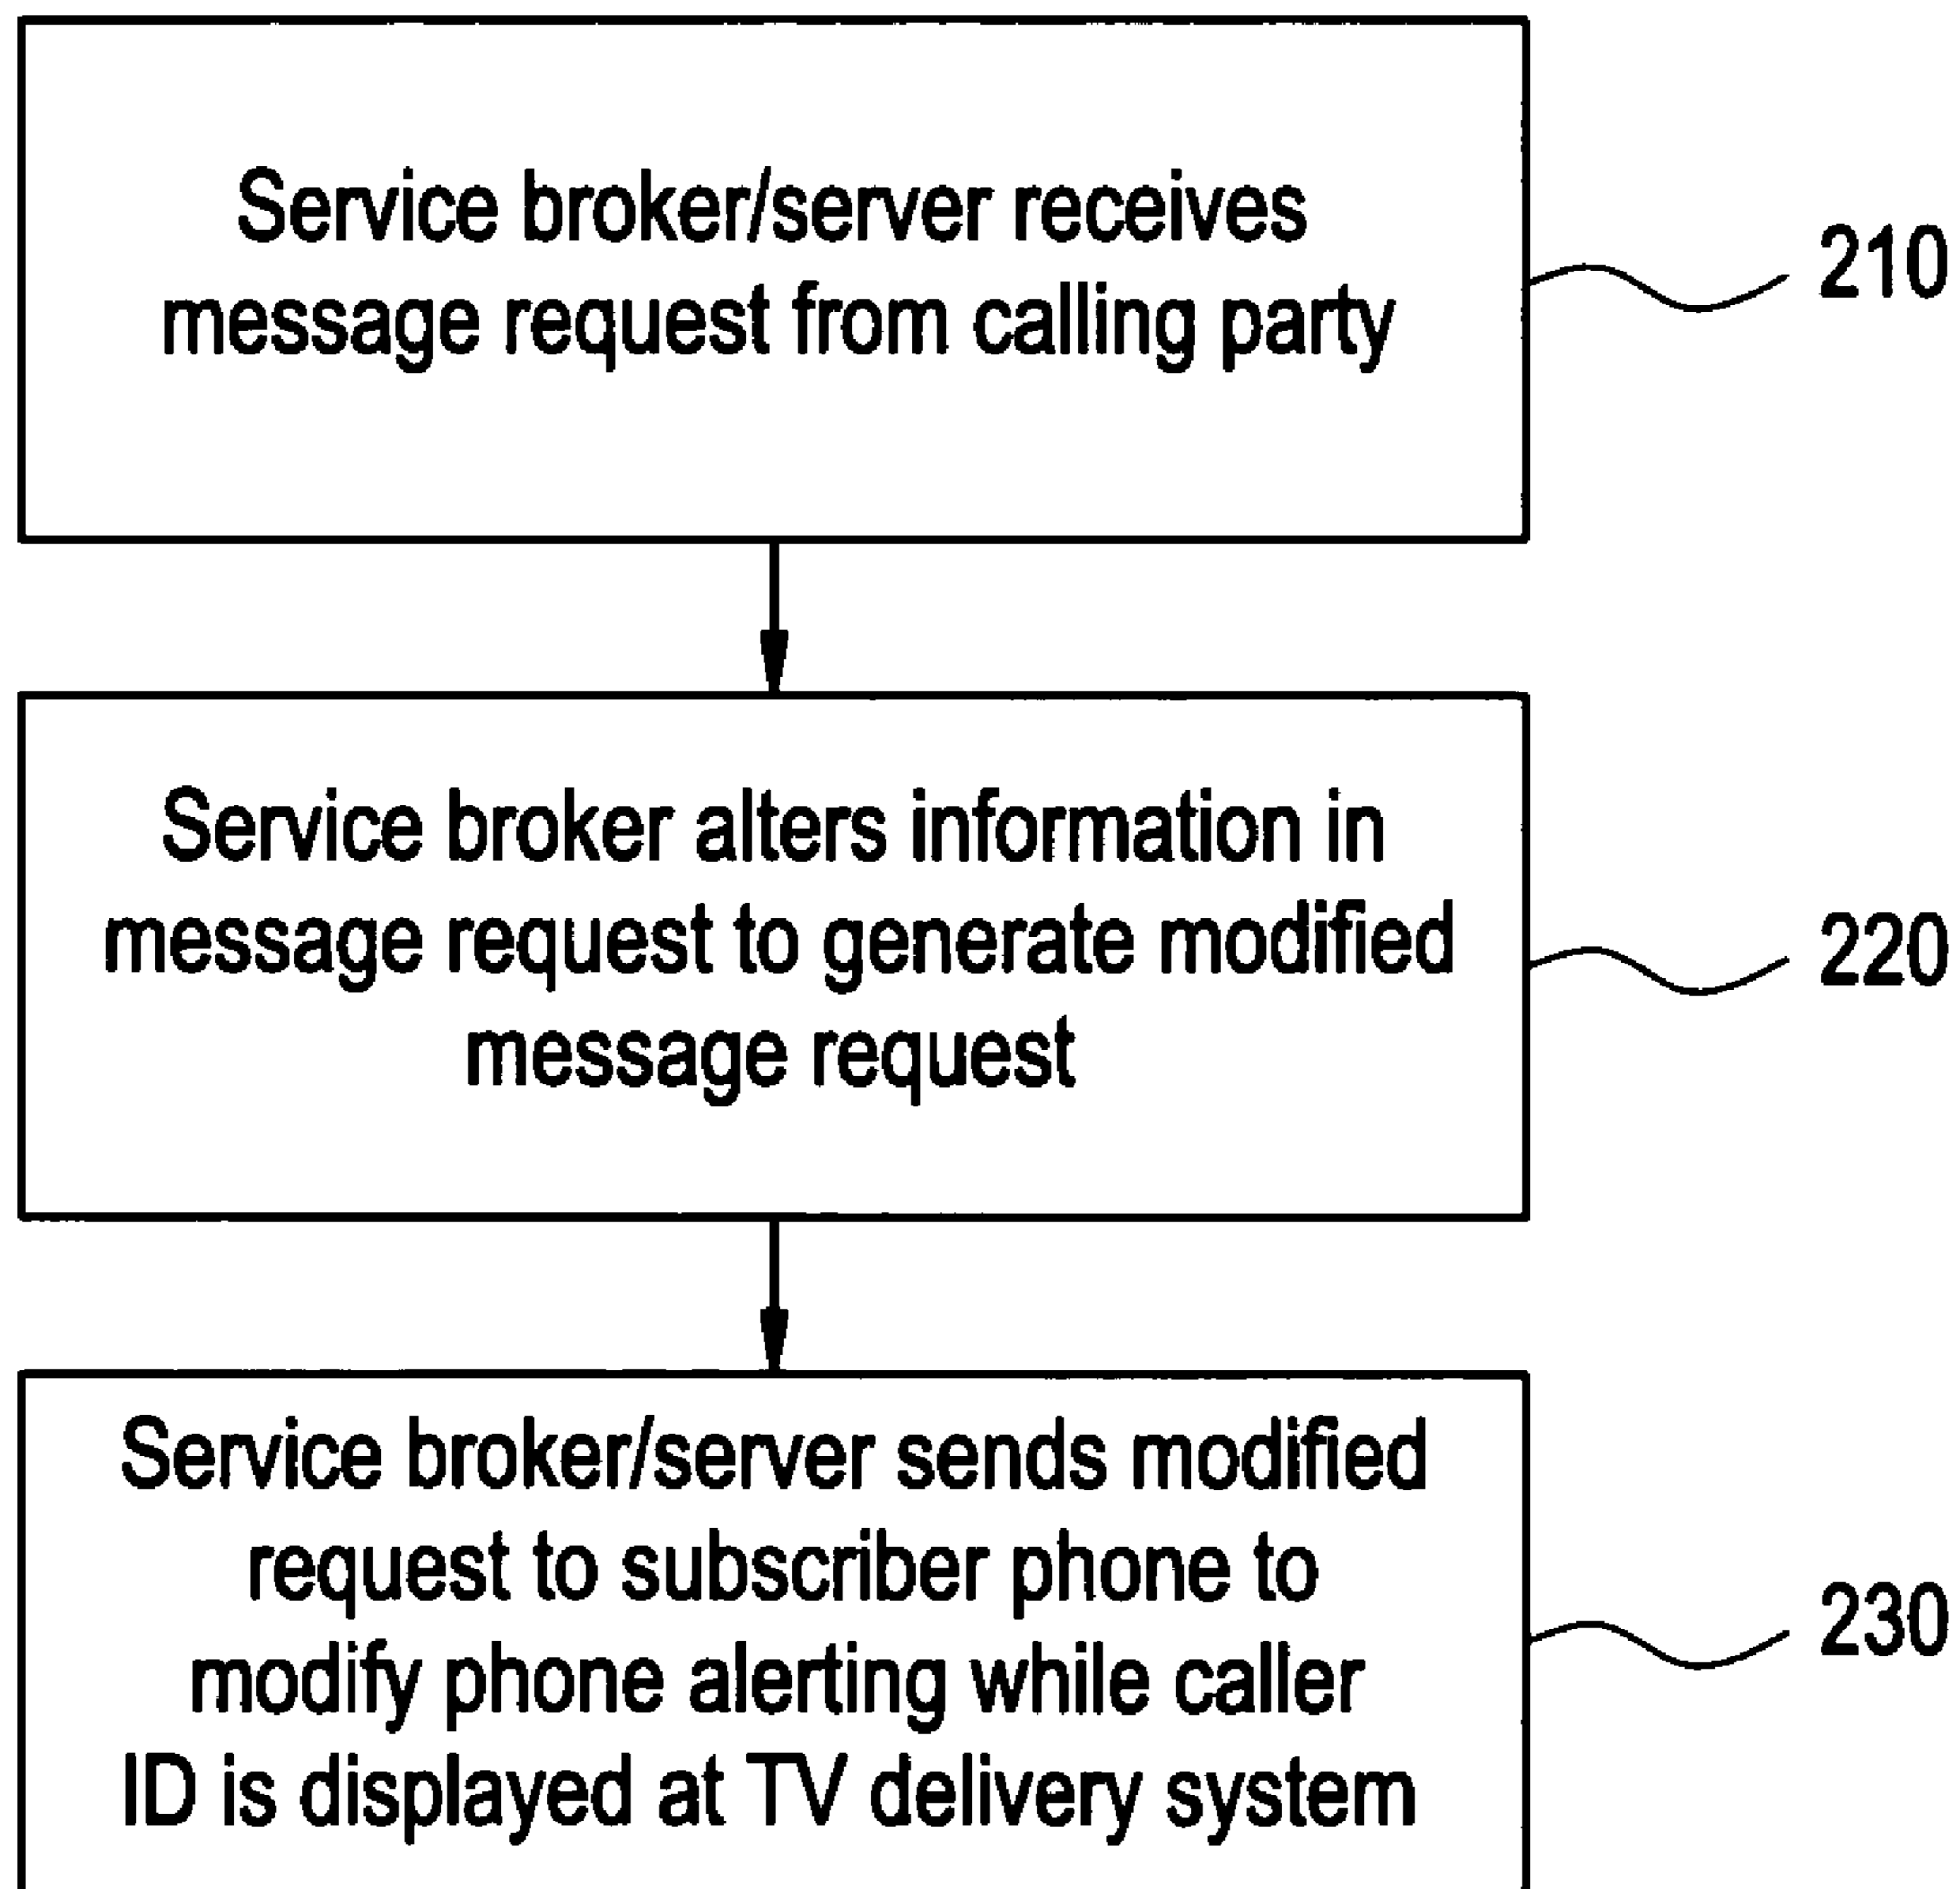 Service broker/server receives
message request from calling party
210
Service broker alters information in
message request to generate modified
message request
220
Service broker/server sends modified
request to subscriber phone to
modify phone alerting while caller
ID is displayed at TV delivery system
230